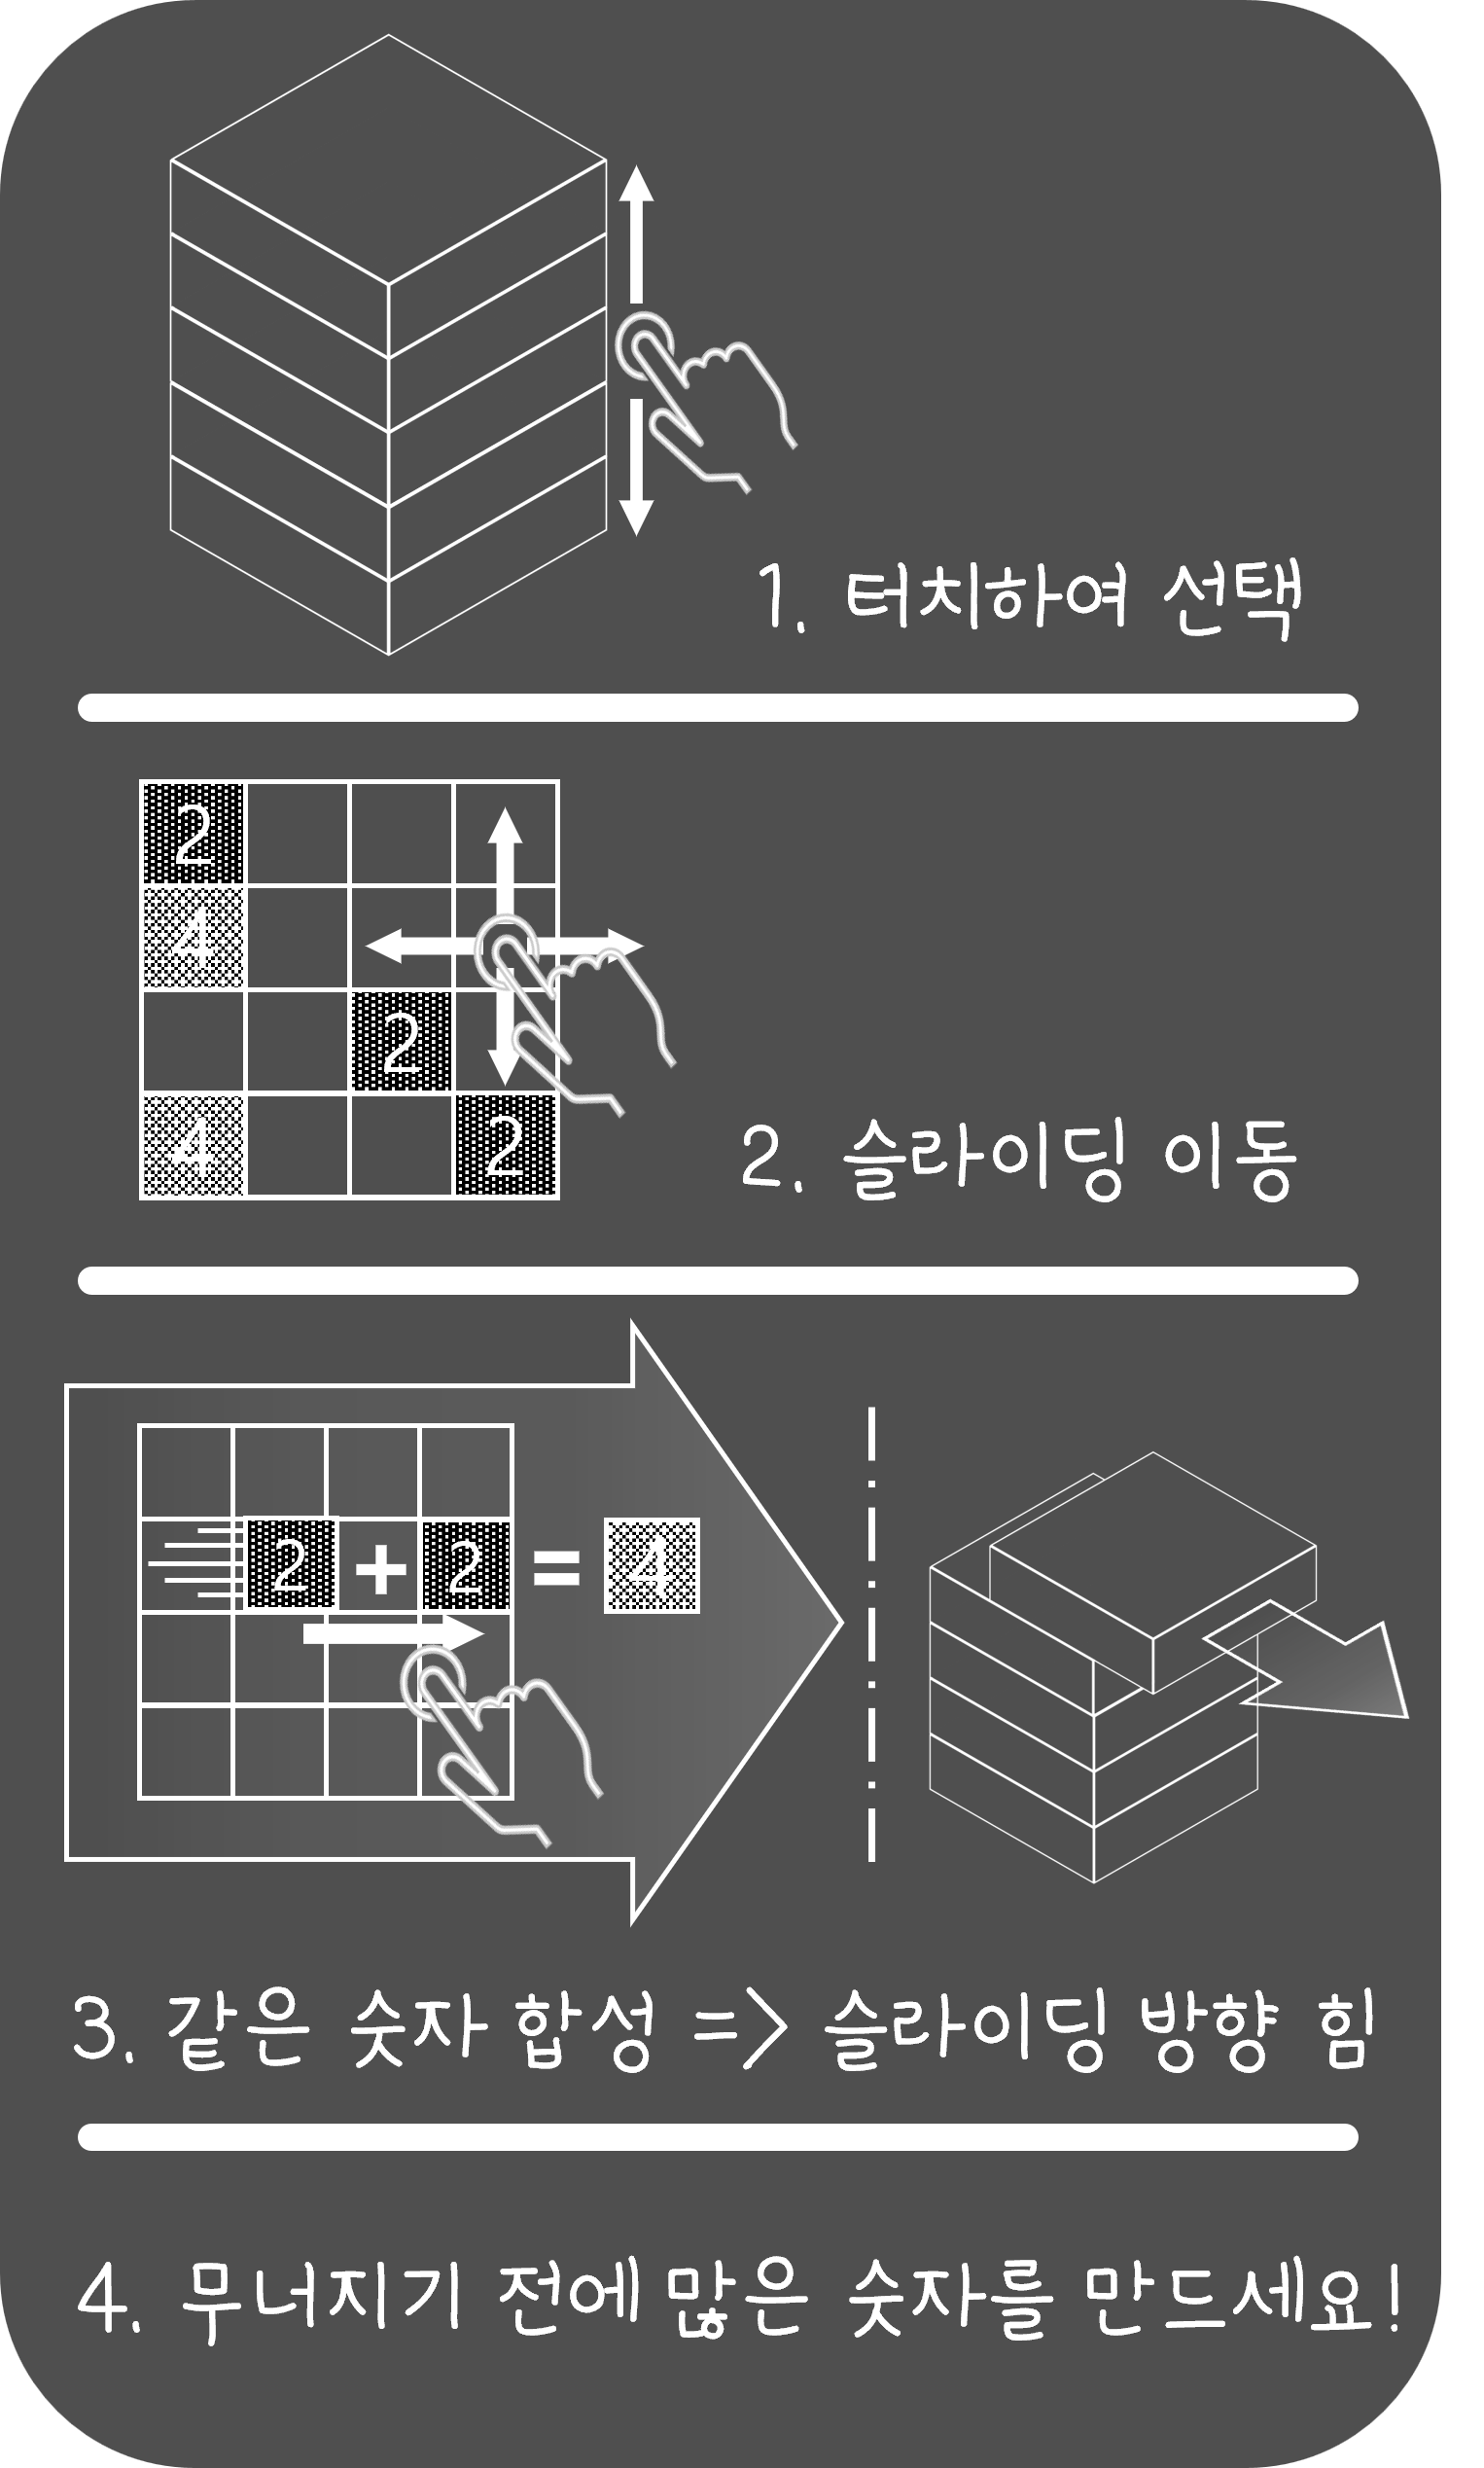 1. 터치하여 선택
2
4
2
4 2
2. 슬라이딩 이동
2 + 2 = 4
3. 같은 숫자 합성 => 슬라이딩 방향 힘
4. 무너지기 전에 많은 숫자를 만드세요!